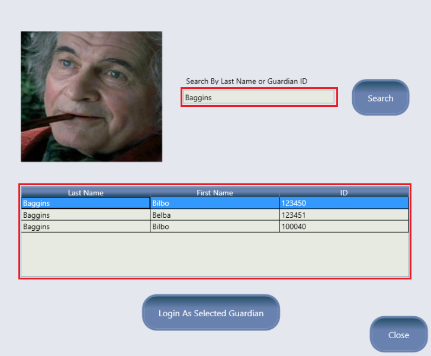 Search By Last Name or Guardian ID
Baggins
Search
Last Name First Name ID
Baggins Bilbo 123450
Baggins Belba 123451
Baggins Bilbo 100040
Login As Selected Guardian
Close